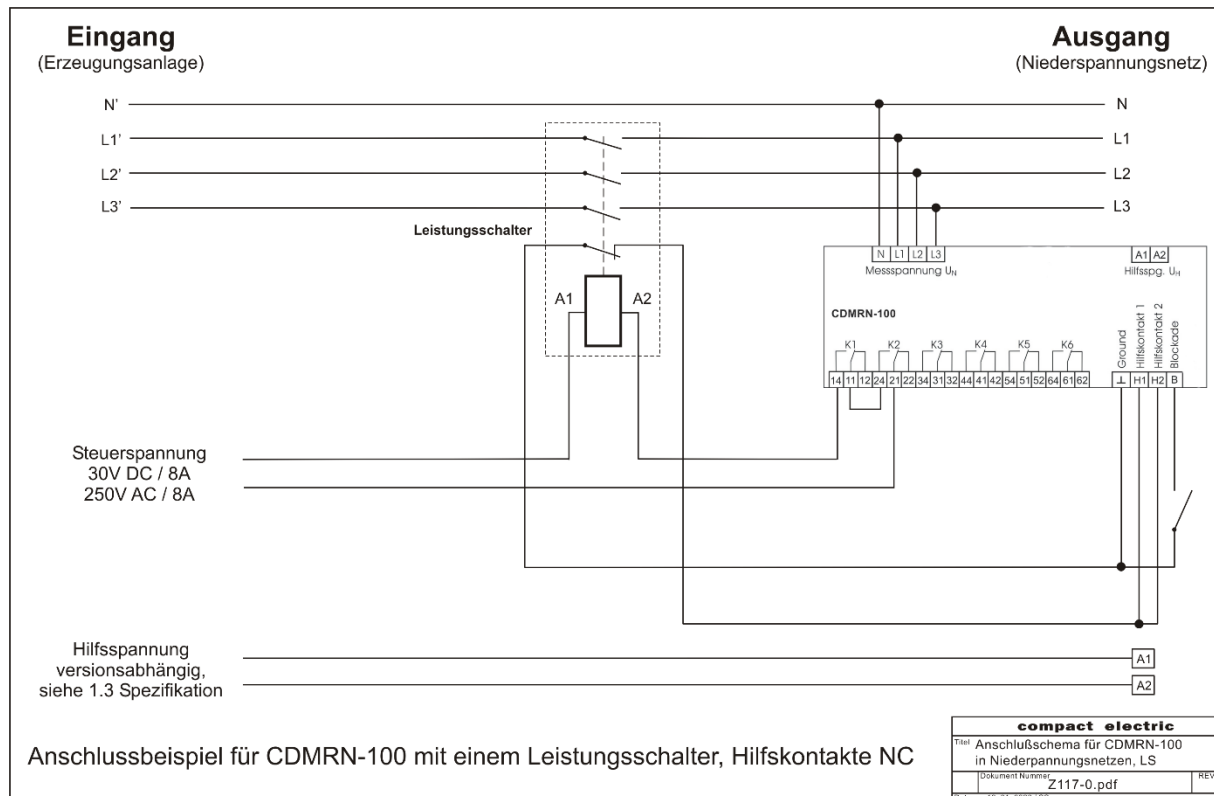 Eingang
(Erzeugungsanlage)
Ausgang
(Niederspannungsnetz)
N' N
L1' L1
L2' L2
L3' L3
Leistungsschalter
N L1 L2 L3
Messspannung UN
A1 A2
Hilfsspg. UH
A1 A2
CDMRN-100
Ground
Hilfskontakt 1
Hilfskontakt 2
Blockade
K1 K2 K3 K4 K5 K6
14 11 12 24 21 22 34 31 32 44 41 42 54 51 52 64 61 62
⊥ H1 H2 B
Steuerspannung
30V DC / 8A
250V AC / 8A
Hilfsspannung
versionsabhängig,
siehe 1.3 Spezifikation
A1
A2
Anschlussbeispiel für CDMRN-100 mit einem Leistungsschalter, Hilfskontakte NC
compact electric
Titel Anschlußschema für CDMRN-100
in Niederpannungsnetzen, LS
Dokument Nummer Z117-0.pdf
REV